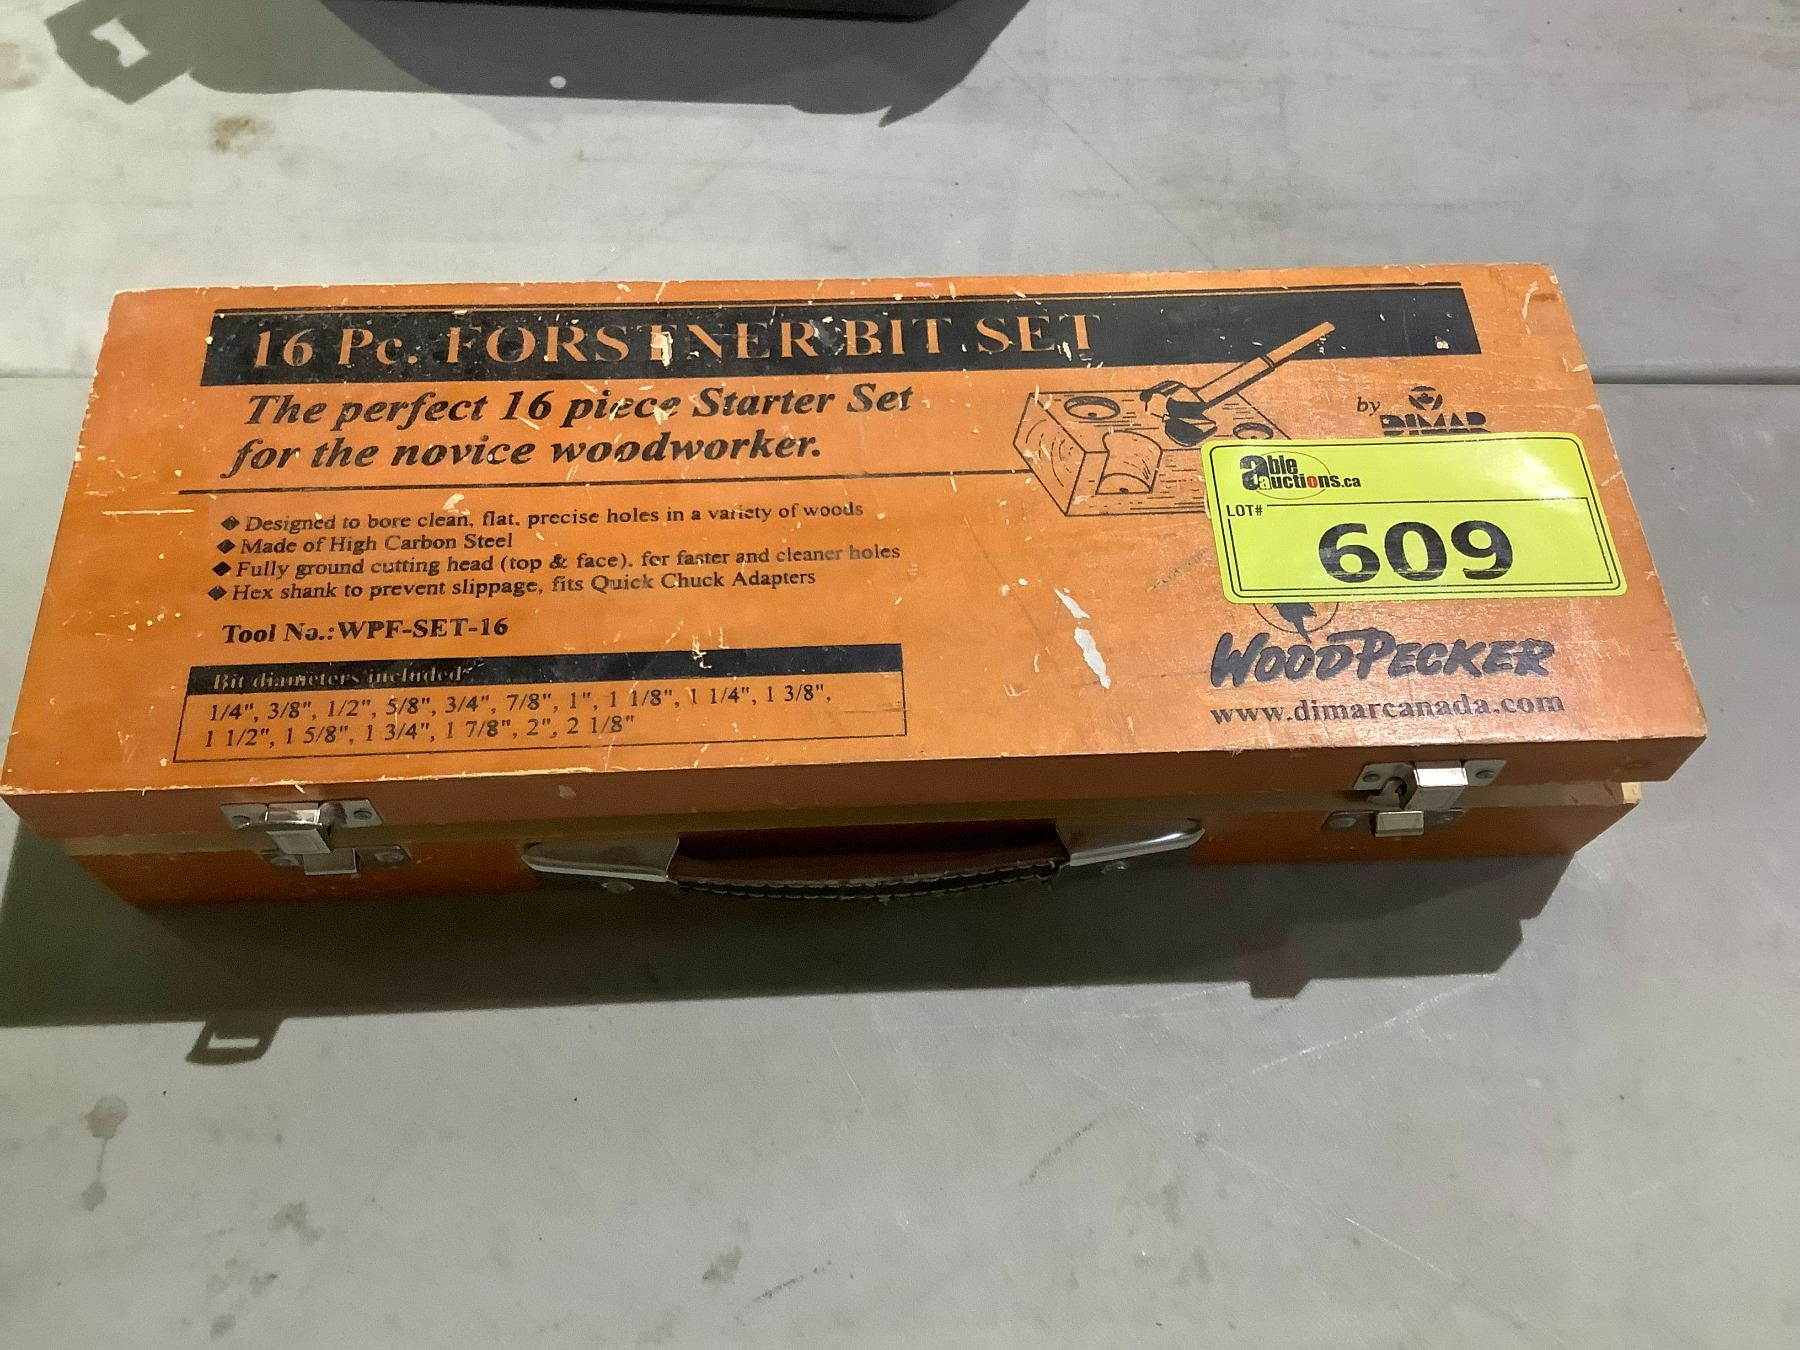 16 Pc. FORSTNER BIT SET
The perfect 16 piece Starter Set
for the novice woodworker.
by DIMAR
◆ Designed to bore clean, flat, precise holes in a variety of woods
◆ Made of High Carbon Steel
◆ Fully ground cutting head (top & face), for faster and cleaner holes
◆ Hex shank to prevent slippage, fits Quick Chuck Adapters
Tool No.: WPF-SET-16
Bit diameters included
1/4", 3/8", 1/2", 5/8", 3/4", 7/8", 1", 1 1/8", 1 1/4", 1 3/8",
1 1/2", 1 5/8", 1 3/4", 1 7/8", 2", 2 1/8"
able
auctions.ca
LOT#
609
WOODPECKER
www.dimarcanada.com